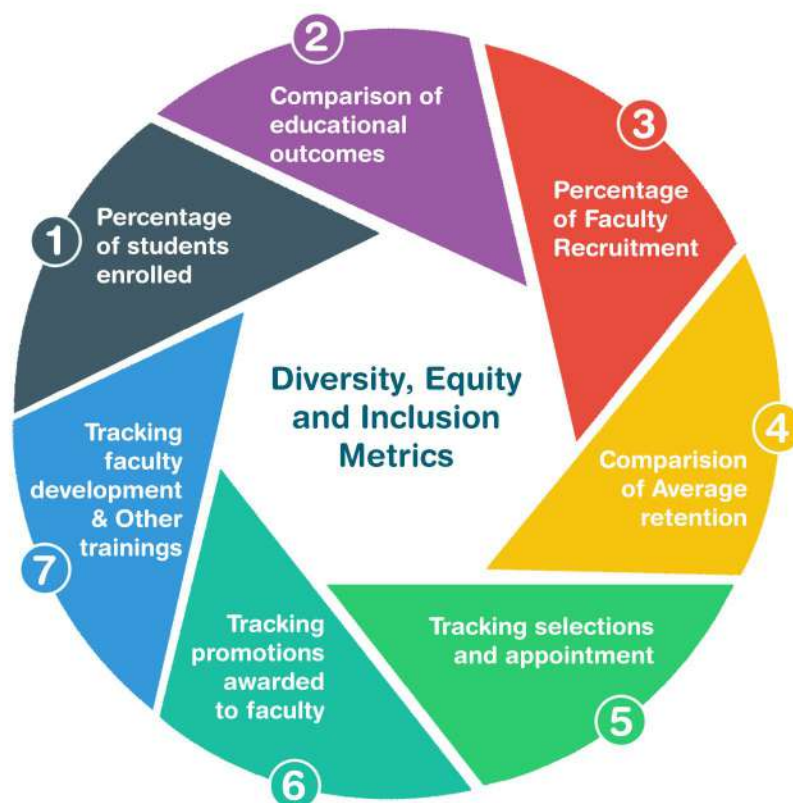 Diversity, Equity
and Inclusion
Metrics
1
Percentage
of students
enrolled
2
Comparison of
educational
outcomes
3
Percentage
of Faculty
Recruitment
4
Comparision
of Average
retention
5
Tracking selections
and appointment
6
Tracking
promotions
awarded
to faculty
7
Tracking
faculty
development
& Other
trainings